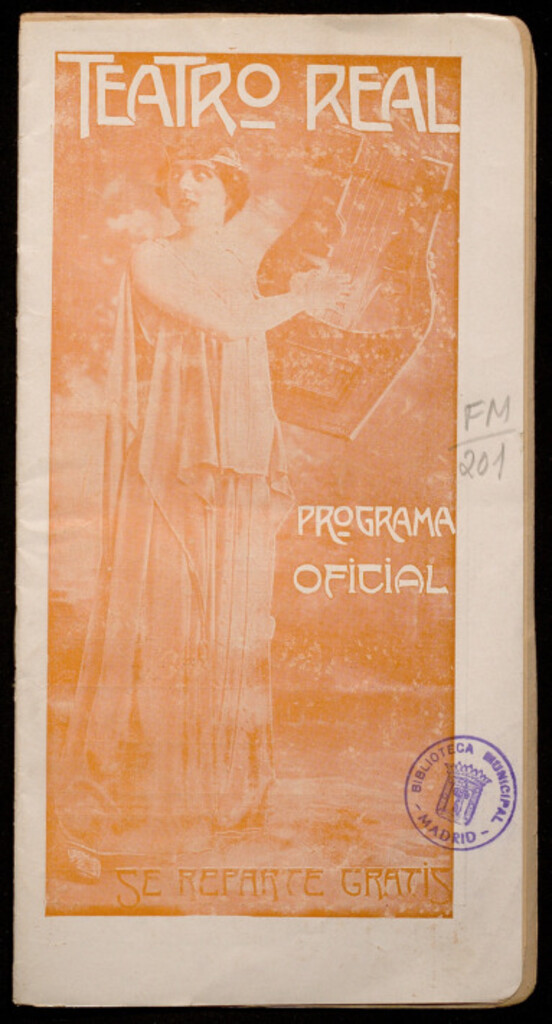 TEATRO REAL
FM
201
PROGRAMA
OFICIAL
BIBLIOTECA MUNICIPAL
- MADRID -
SE REPARTE GRATIS